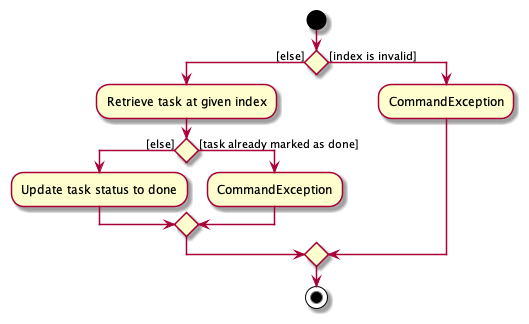 [else]
[index is invalid]
Retrieve task at given index
CommandException
[else]
[task already marked as done]
Update task status to done
CommandException